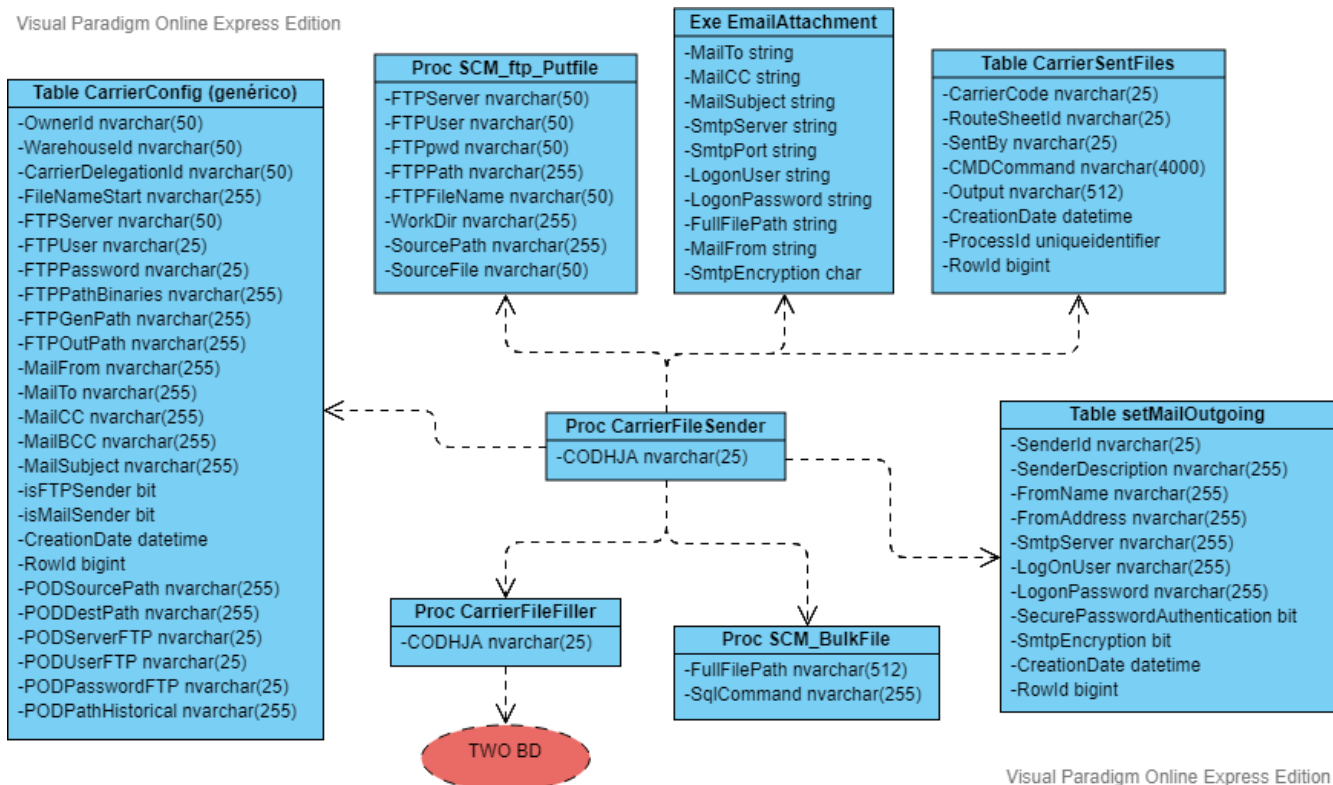 Visual Paradigm Online Express Edition
Table CarrierConfig (genérico)
-OwnerId nvarchar(50)
-WarehouseId nvarchar(50)
-CarrierDelegationId nvarchar(50)
-FileNameStart nvarchar(255)
-FTPServer nvarchar(50)
-FTPUser nvarchar(25)
-FTPPassword nvarchar(25)
-FTPPathBinaries nvarchar(255)
-FTPGenPath nvarchar(255)
-FTPOutPath nvarchar(255)
-MailFrom nvarchar(255)
-MailTo nvarchar(255)
-MailCC nvarchar(255)
-MailBCC nvarchar(255)
-MailSubject nvarchar(255)
-isFTPSender bit
-isMailSender bit
-CreationDate datetime
-RowId bigint
-PODSourcePath nvarchar(255)
-PODDestPath nvarchar(255)
-PODServerFTP nvarchar(25)
-PODUserFTP nvarchar(25)
-PODPasswordFTP nvarchar(25)
-PODPathHistorical nvarchar(255)
Proc SCM_ftp_Putfile
-FTPServer nvarchar(50)
-FTPUser nvarchar(50)
-FTPpwd nvarchar(50)
-FTPPath nvarchar(255)
-FTPFileName nvarchar(50)
-WorkDir nvarchar(255)
-SourcePath nvarchar(255)
-SourceFile nvarchar(50)
Exe EmailAttachment
-MailTo string
-MailCC string
-MailSubject string
-SmtpServer string
-SmtpPort string
-LogonUser string
-LogonPassword string
-FullFilePath string
-MailFrom string
-SmtpEncryption char
Table CarrierSentFiles
-CarrierCode nvarchar(25)
-RouteSheetId nvarchar(25)
-SentBy nvarchar(25)
-CMDCommand nvarchar(4000)
-Output nvarchar(512)
-CreationDate datetime
-ProcessId uniqueidentifier
-RowId bigint
Proc CarrierFileSender
-CODHJA nvarchar(25)
Table setMailOutgoing
-SenderId nvarchar(25)
-SenderDescription nvarchar(255)
-FromName nvarchar(255)
-FromAddress nvarchar(255)
-SmtpServer nvarchar(255)
-LogOnUser nvarchar(255)
-LogonPassword nvarchar(255)
-SecurePasswordAuthentication bit
-SmtpEncryption bit
-CreationDate datetime
-RowId bigint
Proc CarrierFileFiller
-CODHJA nvarchar(25)
Proc SCM_BulkFile
-FullFilePath nvarchar(512)
-SqlCommand nvarchar(255)
TWO BD
Visual Paradigm Online Express Edition